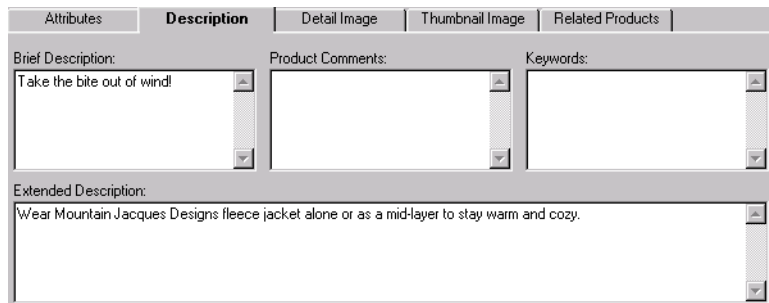 Attributes
Description
Detail Image
Thumbnail Image
Related Products
Brief Description:
Product Comments:
Keywords:
Take the bite out of wind!
Extended Description:
Wear Mountain Jacques Designs fleece jacket alone or as a mid-layer to stay warm and cozy.